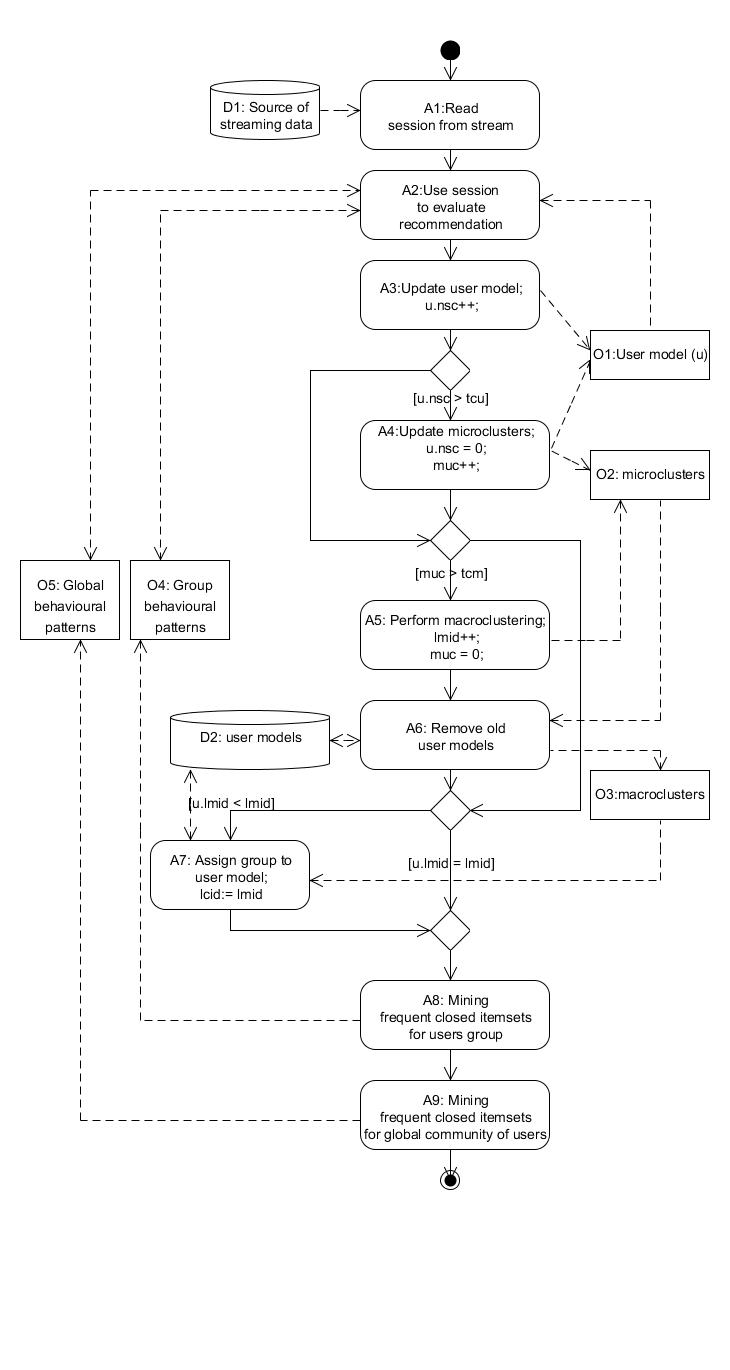 D1: Source of
streaming data
A1:Read
session from stream
A2:Use session
to evaluate
recommendation
A3:Update user model;
u.nsc++;
O1:User model (u)
[u.nsc > tcu]
A4:Update microclusters;
u.nsc = 0;
muc++;
O2: microclusters
[muc > tcm]
O5: Global
behavioural
patterns
O4: Group
behavioural
patterns
A5: Perform macroclustering;
lmid++;
muc = 0;
D2: user models
A6: Remove old
user models
O3:macroclusters
[u.lmid < lmid]
A7: Assign group to
user model;
lcid:= lmid
[u.lmid = lmid]
A8: Mining
frequent closed itemsets
for users group
A9: Mining
frequent closed itemsets
for global community of users